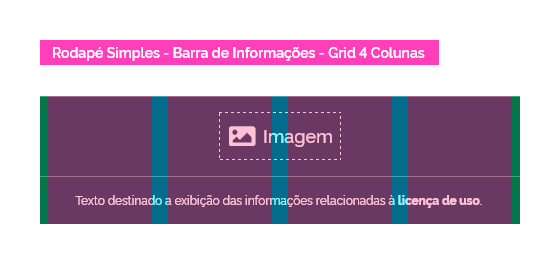 Rodapé Simples - Barra de Informações - Grid 4 Colunas
Imagem
Texto destinado a exibição das informações relacionadas à licença de uso.